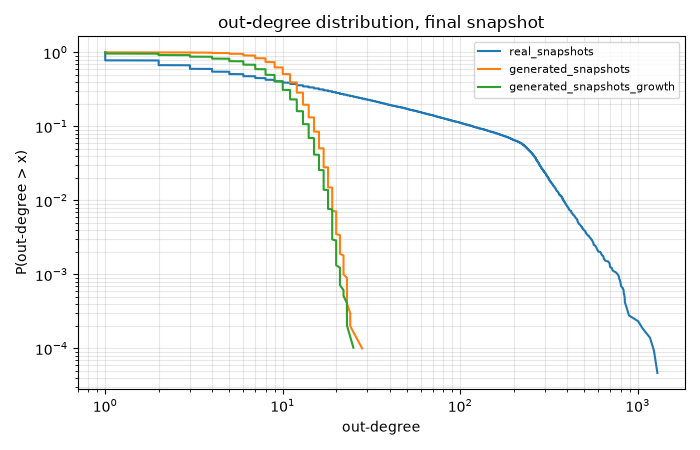 out-degree distribution, final snapshot
real_snapshots
generated_snapshots
generated_snapshots_growth
P(out-degree > x)
10⁰
10⁻¹
10⁻²
10⁻³
10⁻⁴
10⁰ 10¹ 10² 10³
out-degree